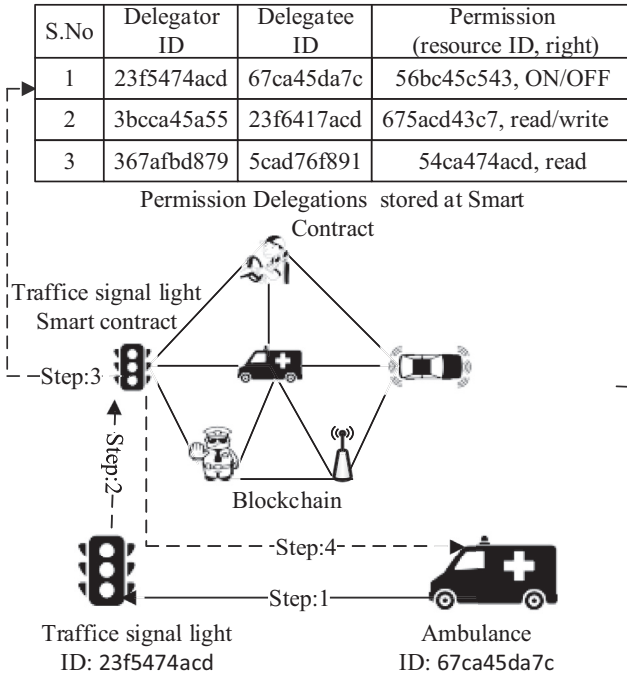 S.No Delegator ID Delegatee ID Permission (resource ID, right)
1 23f5474acd 67ca45da7c 56bc45c543, ON/OFF
2 3bcca45a55 23f6417acd 675acd43c7, read/write
3 367afbd879 5cad76f891 54ca474acd, read
Permission Delegations stored at Smart
Contract
Traffice signal light
Smart contract
Step:3
Step:2
Blockchain
Step:4
Step:1
Traffice signal light
ID: 23f5474acd
Ambulance
ID: 67ca45da7c